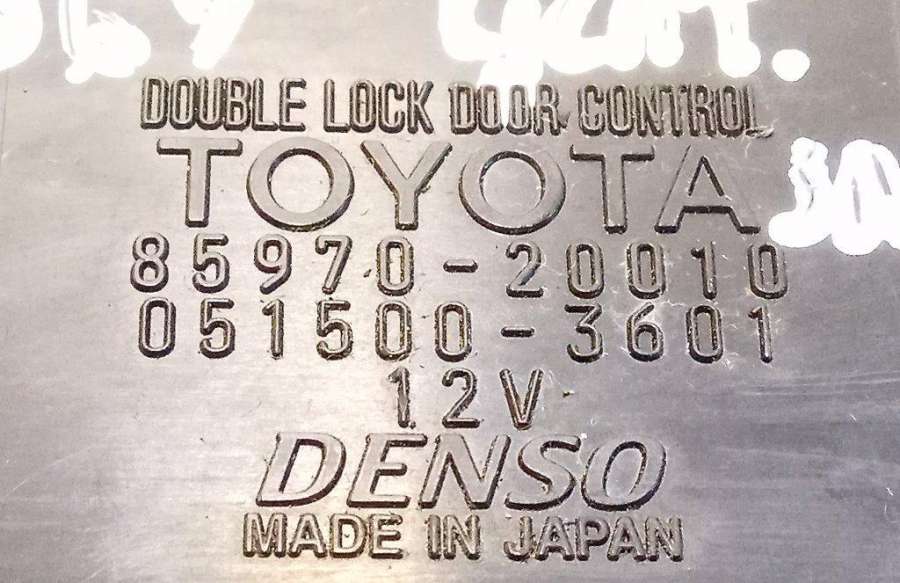 DOUBLE LOCK DOOR CONTROL
TOYOTA
85970-20010
051500-3601
12V
DENSO
MADE IN JAPAN